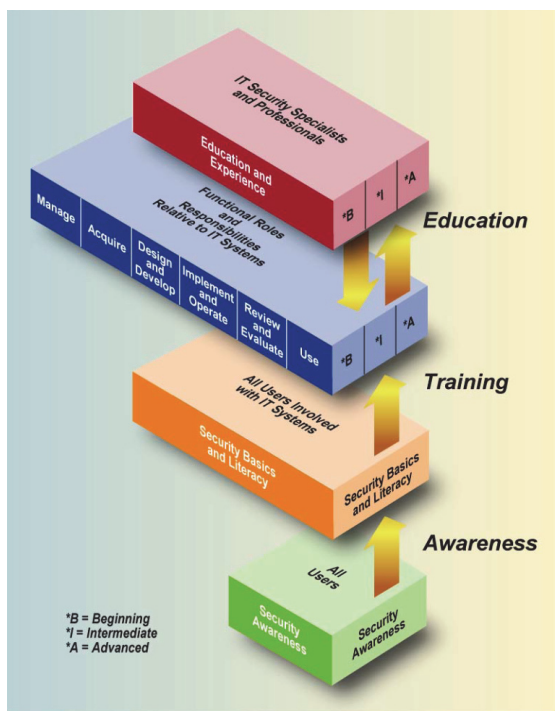 IT Security Specialists
and Professionals
Education and
Experience
*B
*I
*A
Education
Functional Roles
and
Responsibilities
Relative to IT Systems
Manage
Acquire
Design
and
Develop
Implement
and
Operate
Review
and
Evaluate
Use
*B
*I
*A
Training
All Users Involved
with IT Systems
Security Basics
and Literacy
Security Basics
and Literacy
Awareness
All
Users
Security
Awareness
Security
Awareness
*B = Beginning
*I = Intermediate
*A = Advanced